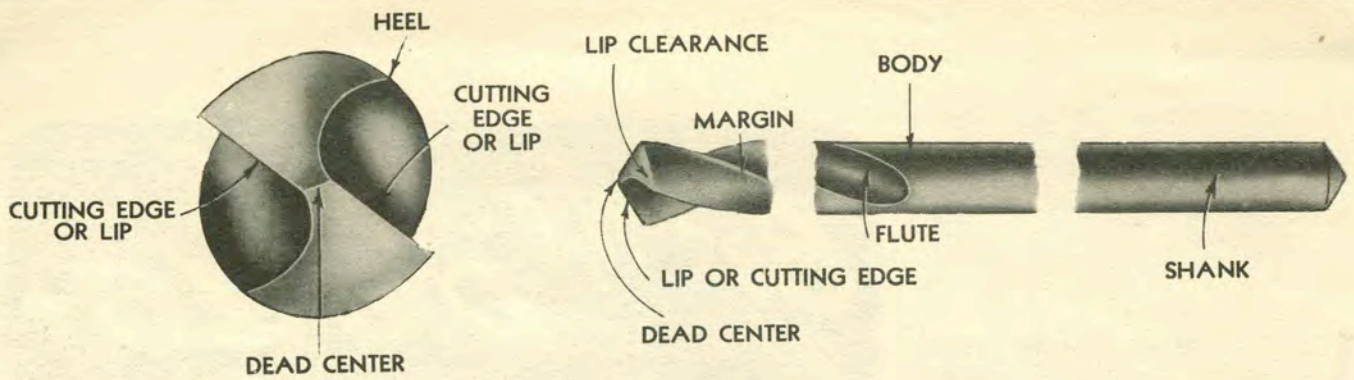 HEEL
CUTTING
EDGE
OR LIP
CUTTING EDGE
OR LIP
DEAD CENTER
LIP CLEARANCE
MARGIN
BODY
FLUTE
LIP OR CUTTING EDGE
DEAD CENTER
SHANK